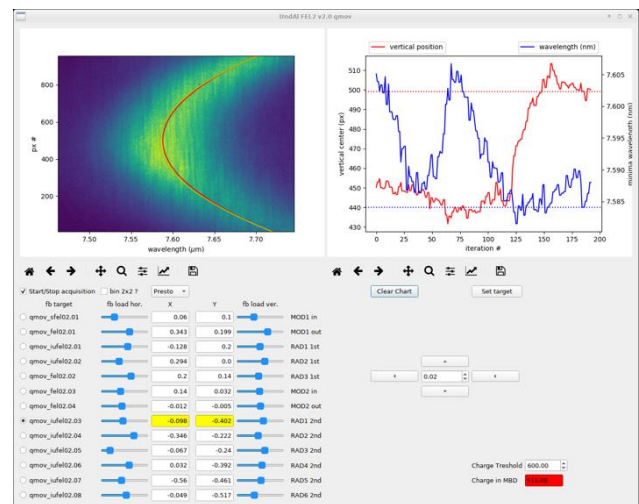 UndAl FEL2 v2.0 qmov
vertical position
wavelength (nm)
800
600
400
200
px #
7.50 7.55 7.60 7.65 7.70
wavelength (μm)
510
500
490
480
470
460
450
440
430
vertical center (px)
7.605
7.600
7.595
7.590
7.585
minima wavelength (nm)
0 25 50 75 100 125 150 175 200
iteration #
Start/Stop acquisition bin 2x2 ? Presto
Clear Chart Set target
fb target fb load hor. X Y fb load ver.
qmov_sfel02.01 0.06 0.1 MOD1 in
qmov_fel02.01 0.343 0.199 MOD1 out
qmov_iufel02.01 -0.128 0.2 RAD1 1st
qmov_iufel02.02 0.294 0.0 RAD2 1st
qmov_fel02.02 0.2 0.14 RAD3 1st
0.02
qmov_fel02.03 0.14 0.032 MOD2 in
qmov_fel02.04 -0.012 -0.005 MOD2 out
qmov_iufel02.03 -0.098 -0.402 RAD1 2nd
qmov_iufel02.04 -0.346 -0.222 RAD2 2nd
qmov_iufel02.05 -0.067 -0.24 RAD3 2nd
qmov_iufel02.06 0.032 -0.392 RAD4 2nd
Charge Treshold 600.00
qmov_iufel02.07 -0.56 -0.461 RAD5 2nd
Charge in MBD
qmov_iufel02.08 -0.049 -0.517 RAD6 2nd